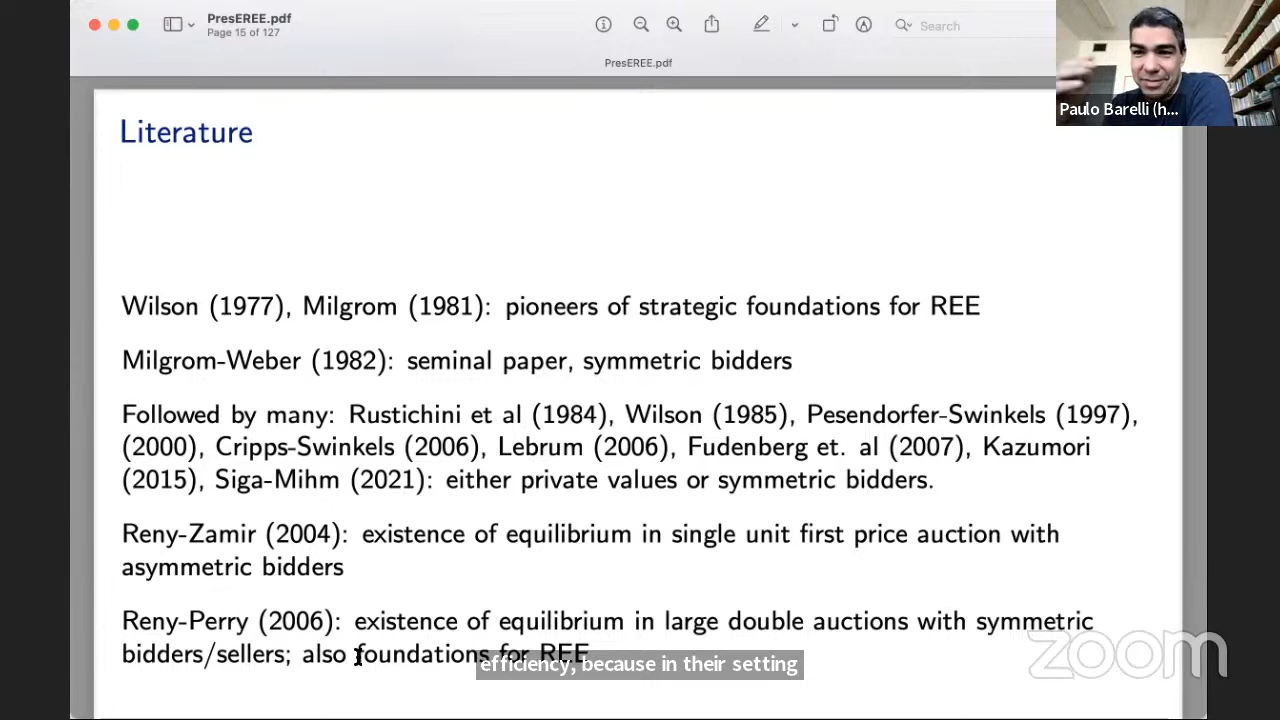 PresEREE.pdf
Page 15 of 127
Search
PresEREE.pdf
Paulo Barelli (h...
Literature
Wilson (1977), Milgrom (1981): pioneers of strategic foundations for REE
Milgrom-Weber (1982): seminal paper, symmetric bidders
Followed by many: Rustichini et al (1984), Wilson (1985), Pesendorfer-Swinkels (1997),
(2000), Cripps-Swinkels (2006), Lebrum (2006), Fudenberg et. al (2007), Kazumori
(2015), Siga-Mihm (2021): either private values or symmetric bidders.
Reny-Zamir (2004): existence of equilibrium in single unit first price auction with
asymmetric bidders
Reny-Perry (2006): existence of equilibrium in large double auctions with symmetric
bidders/sellers; also foundations for REE
efficiency, because in their setting
zoom